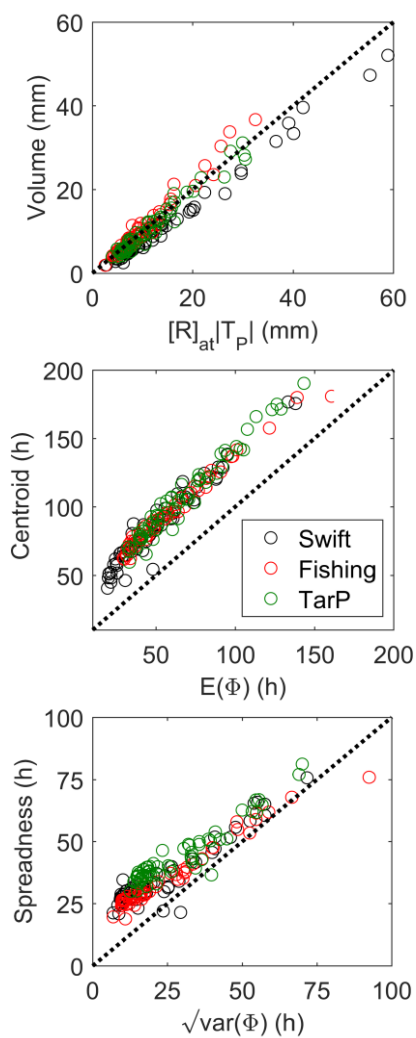 60
40
20
0
0 20 40 60
Volume (mm)
[R]at|TP| (mm)
200
150
100
50
50 100 150 200
Centroid (h)
E(Φ) (h)
Swift
Fishing
TarP
100
75
50
25
0
0 25 50 75 100
Spreadness (h)
√var(Φ) (h)